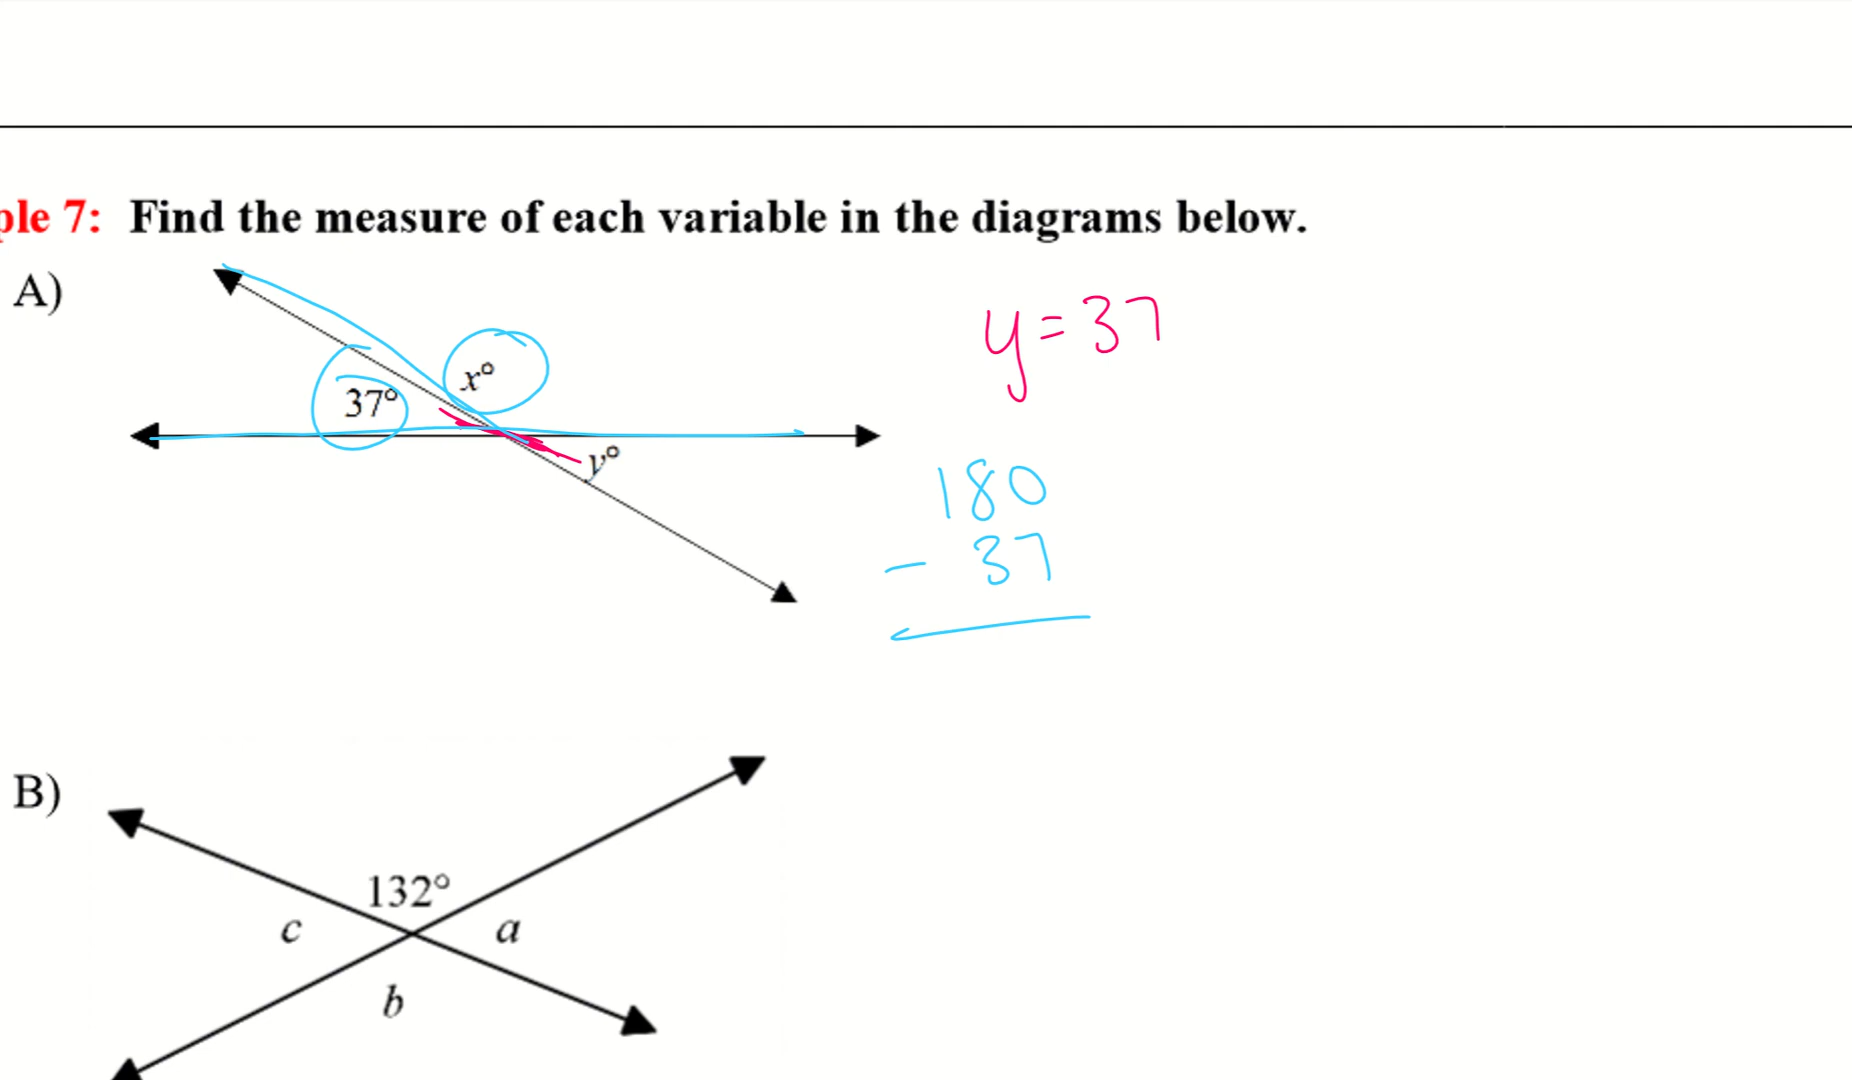 ple 7: Find the measure of each variable in the diagrams below.
A)
x°
37°
y°
y=37
180
- 37
B)
132°
c
a
b